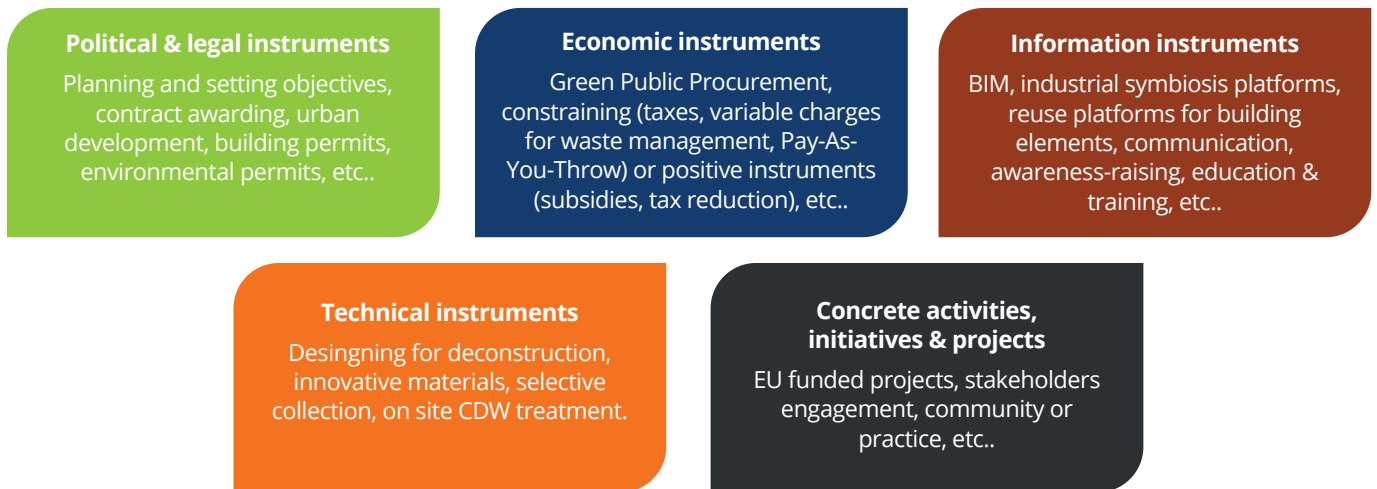 Political & legal instruments
Planning and setting objectives,
contract awarding, urban
development, building permits,
environmental permits, etc..
Economic instruments
Green Public Procurement,
constraining (taxes, variable charges
for waste management, Pay-As-
You-Throw) or positive instruments
(subsidies, tax reduction), etc..
Information instruments
BIM, industrial symbiosis platforms,
reuse platforms for building
elements, communication,
awareness-raising, education &
training, etc..
Technical instruments
Desingning for deconstruction,
innovative materials, selective
collection, on site CDW treatment.
Concrete activities,
initiatives & projects
EU funded projects, stakeholders
engagement, community or
practice, etc..